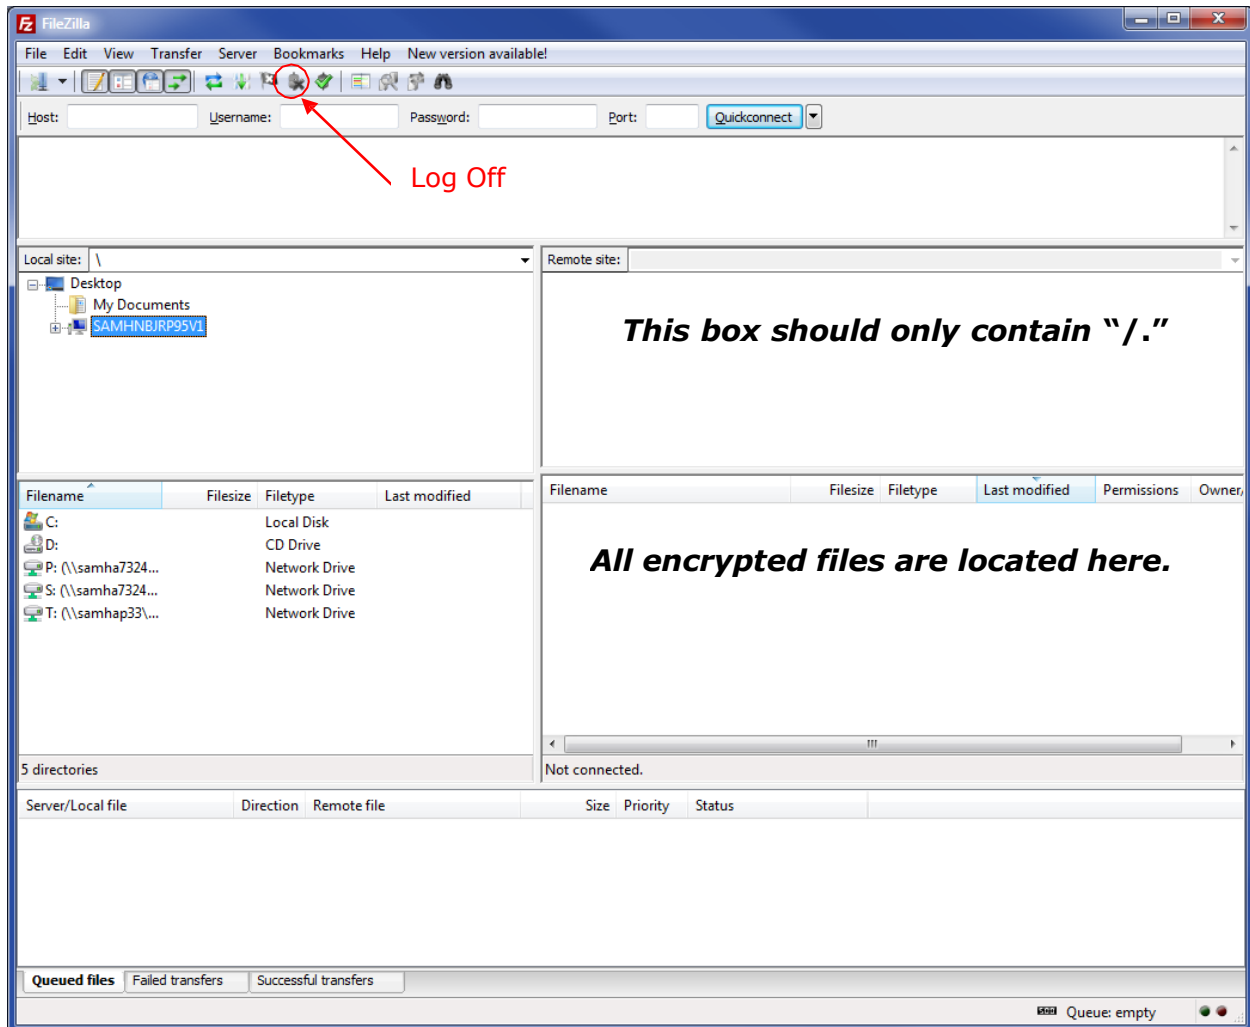 FileZilla
File Edit View Transfer Server Bookmarks Help New version available!
Host: Username: Password: Port: Quickconnect
Log Off
Local site: \
Desktop
My Documents
SAMHNBJRP95V1
Remote site:
This box should only contain “/.”
Filename Filesize Filetype Last modified
C: Local Disk
D: CD Drive
P: (\\samha7324... Network Drive
S: (\\samha7324... Network Drive
T: (\\samhap33\... Network Drive
5 directories
Filename Filesize Filetype Last modified Permissions Owner/
All encrypted files are located here.
Not connected.
Server/Local file Direction Remote file Size Priority Status
Queued files Failed transfers Successful transfers
Queue: empty